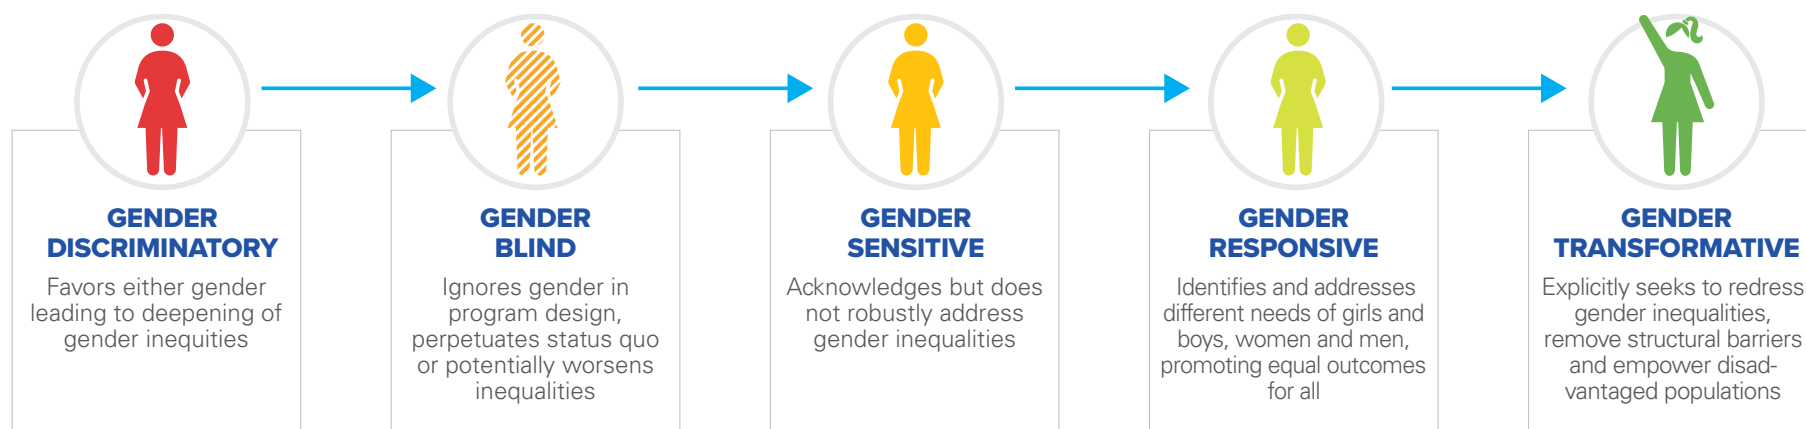 GENDER
DISCRIMINATORY
Favors either gender
leading to deepening of
gender inequities
GENDER
BLIND
Ignores gender in
program design,
perpetuates status quo
or potentially worsens
inequalities
GENDER
SENSITIVE
Acknowledges but does
not robustly address
gender inequalities
GENDER
RESPONSIVE
Identifies and addresses
different needs of girls and
boys, women and men,
promoting equal outcomes
for all
GENDER
TRANSFORMATIVE
Explicitly seeks to redress
gender inequalities,
remove structural barriers
and empower disad-
vantaged populations